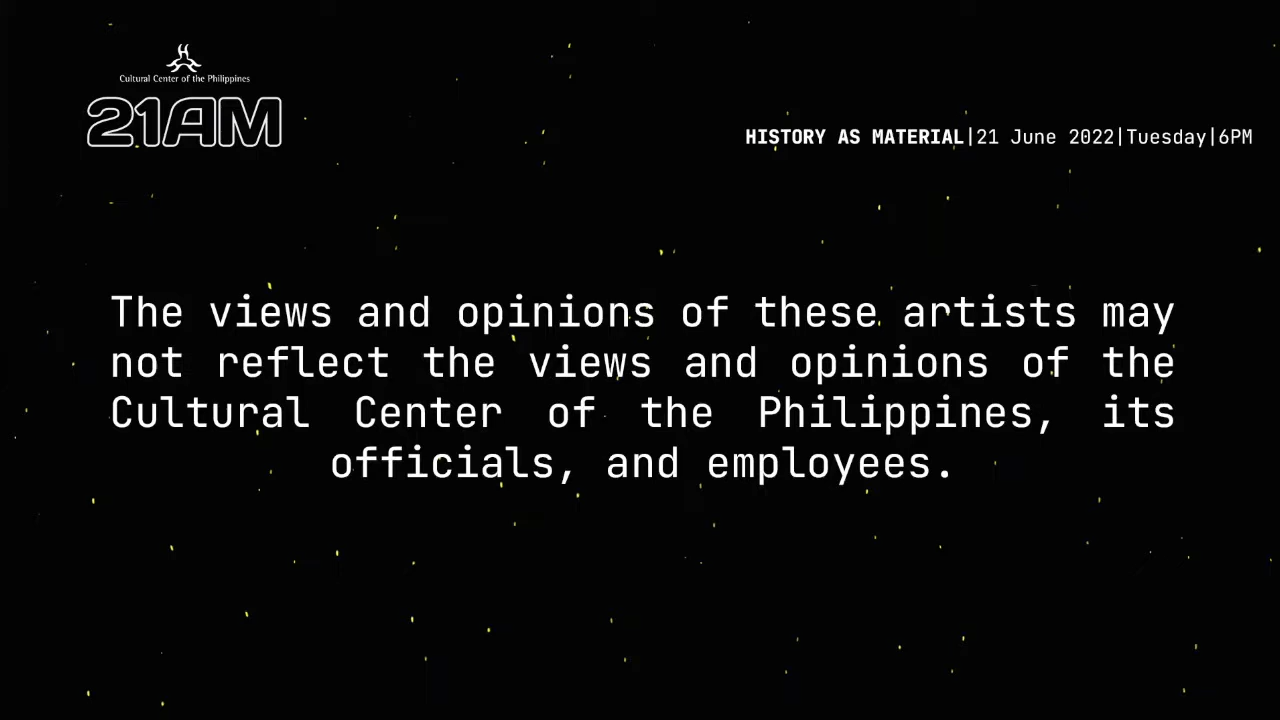 Cultural Center of the Philippines
21AM
HISTORY AS MATERIAL|21 June 2022|Tuesday|6PM
The views and opinions of these artists may
not reflect the views and opinions of the
Cultural Center of the Philippines, its
officials, and employees.